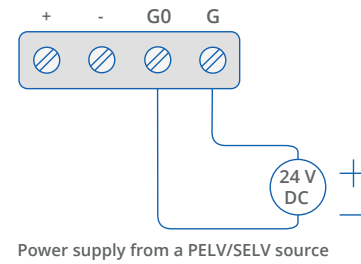 + - G0 G
24 V
DC
+
-
Power supply from a PELV/SELV source